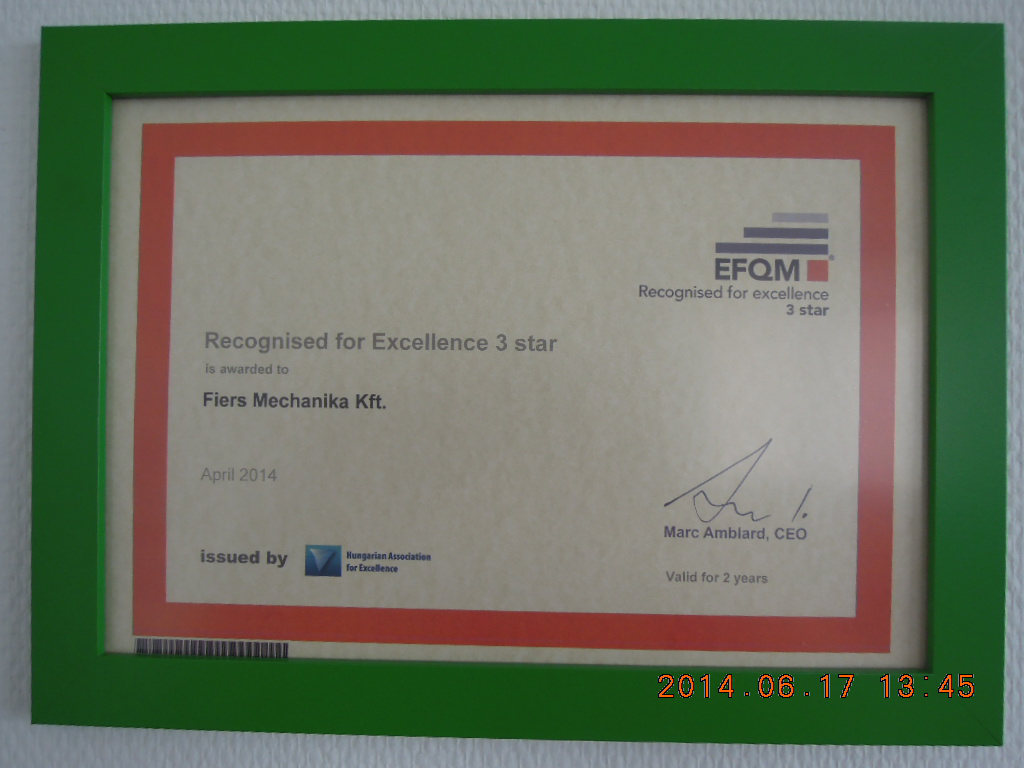 EFQM
Recognised for excellence
3 star
Recognised for Excellence 3 star
is awarded to
Fiers Mechanika Kft.
April 2014
Marc Amblard, CEO
issued by
Hungarian Association
for Excellence
Valid for 2 years
2014.06.17 13:45